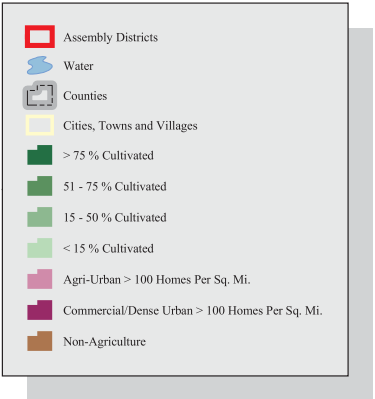 Assembly Districts
Water
Counties
Cities, Towns and Villages
> 75 % Cultivated
51 - 75 % Cultivated
15 - 50 % Cultivated
< 15 % Cultivated
Agri-Urban > 100 Homes Per Sq. Mi.
Commercial/Dense Urban > 100 Homes Per Sq. Mi.
Non-Agriculture